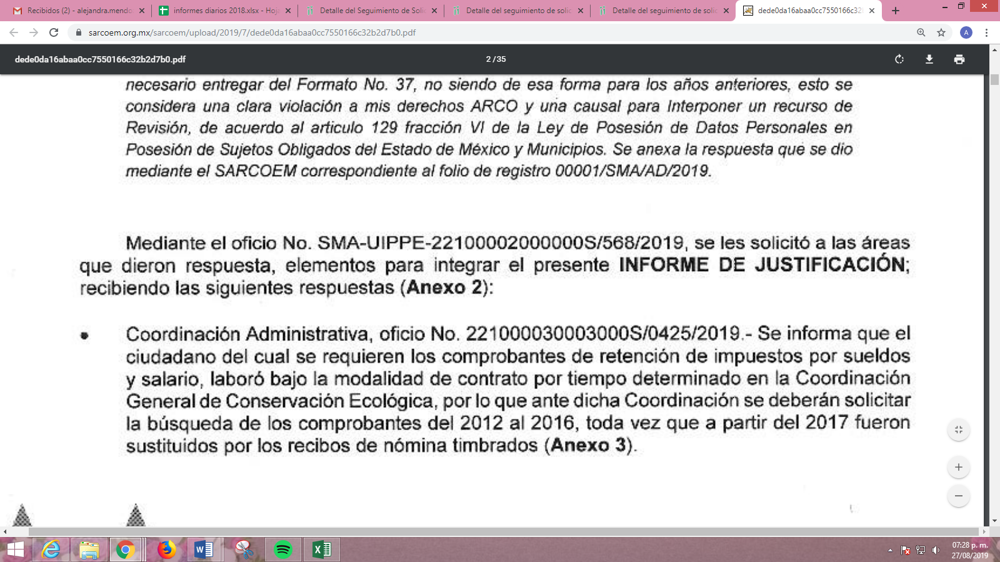 Recibidos (2) - alejandra.mendo
informes diarios 2018.xlsx - Hoja
Detalle del Seguimiento de Solic
Detalle del seguimiento de solic
Detalle del seguimiento de solic
dede0da16abaa0cc7550166c32b
sarcoem.org.mx/sarcoem/upload/2019/7/dede0da16abaa0cc7550166c32b2d7b0.pdf
A
dede0da16abaa0cc7550166c32b2d7b0.pdf
2 / 35
necesario entregar del Formato No. 37, no siendo de esa forma para los años anteriores, esto se
considera una clara violación a mis derechos ARCO y una causal para Interponer un recurso de
Revisión, de acuerdo al articulo 129 fracción VI de la Ley de Posesión de Datos Personales en
Posesión de Sujetos Obligados del Estado de México y Municipios. Se anexa la respuesta que se dio
mediante el SARCOEM correspondiente al folio de registro 00001/SMA/AD/2019.
Mediante el oficio No. SMA-UIPPE-22100002000000S/568/2019, se les solicitó a las áreas
que dieron respuesta, elementos para integrar el presente INFORME DE JUSTIFICACIÓN;
recibiendo las siguientes respuestas (Anexo 2):
• Coordinación Administrativa, oficio No. 221000030003000S/0425/2019.- Se informa que el
ciudadano del cual se requieren los comprobantes de retención de impuestos por sueldos
y salario, laboró bajo la modalidad de contrato por tiempo determinado en la Coordinación
General de Conservación Ecológica, por lo que ante dicha Coordinación se deberán solicitar
la búsqueda de los comprobantes del 2012 al 2016, toda vez que a partir del 2017 fueron
sustituidos por los recibos de nómina timbrados (Anexo 3).
07:28 p. m.
27/08/2019